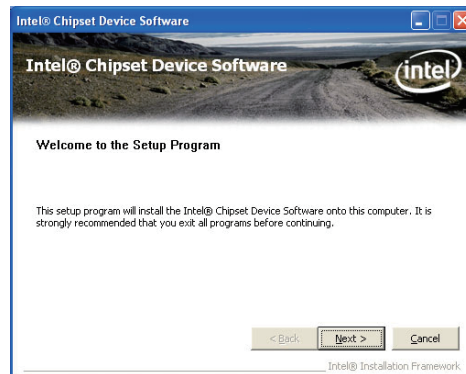 Intel® Chipset Device Software
Intel® Chipset Device Software
intel®
Welcome to the Setup Program
This setup program will install the Intel® Chipset Device Software onto this computer. It is
strongly recommended that you exit all programs before continuing.
< Back
Next >
Cancel
Intel® Installation Framework